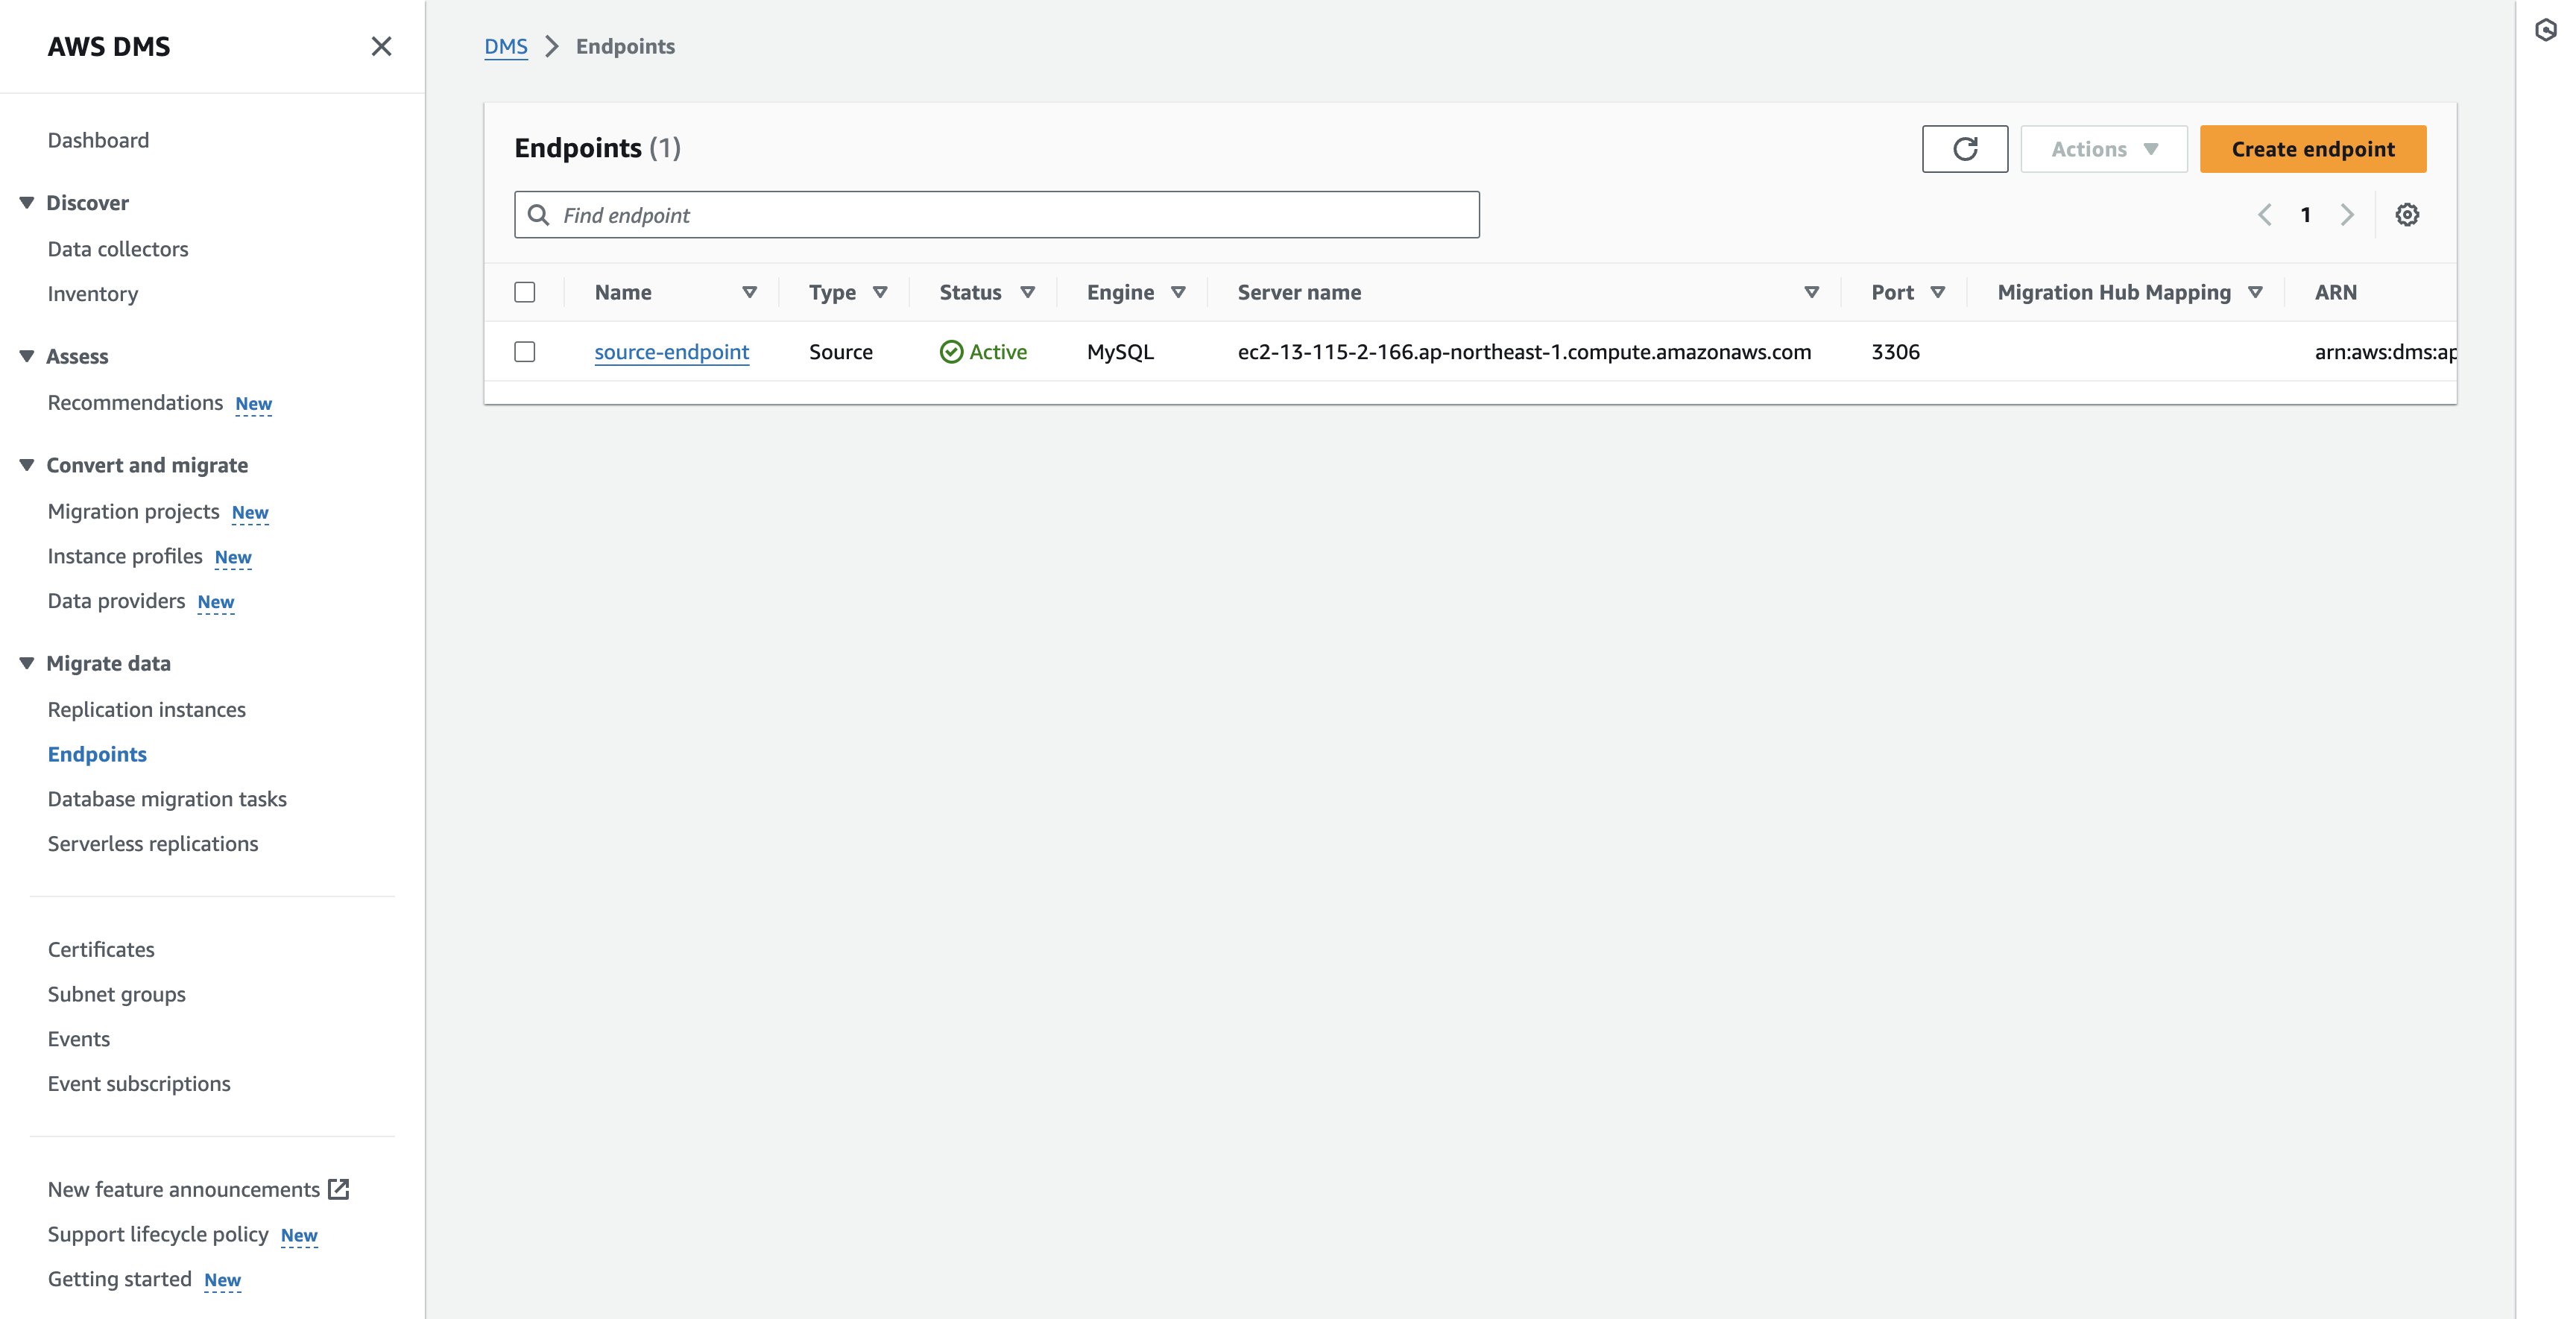 AWS DMS
Dashboard
Discover
Data collectors
Inventory
Assess
Recommendations New
Convert and migrate
Migration projects New
Instance profiles New
Data providers New
Migrate data
Replication instances
Endpoints
Database migration tasks
Serverless replications
Certificates
Subnet groups
Events
Event subscriptions
New feature announcements
Support lifecycle policy New
Getting started New
DMS Endpoints
Endpoints (1)
Actions
Create endpoint
Find endpoint
1
Name Type Status Engine Server name Port Migration Hub Mapping ARN
source-endpoint Source Active MySQL ec2-13-115-2-166.ap-northeast-1.compute.amazonaws.com 3306 arn:aws:dms:ap